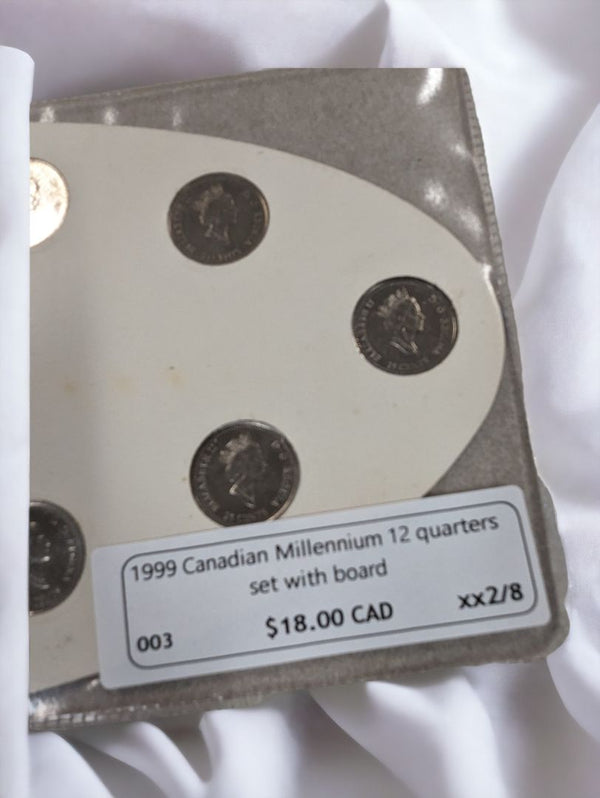 1999 Canadian Millennium 12 quarters
set with board
003 $18.00 CAD xx2/8